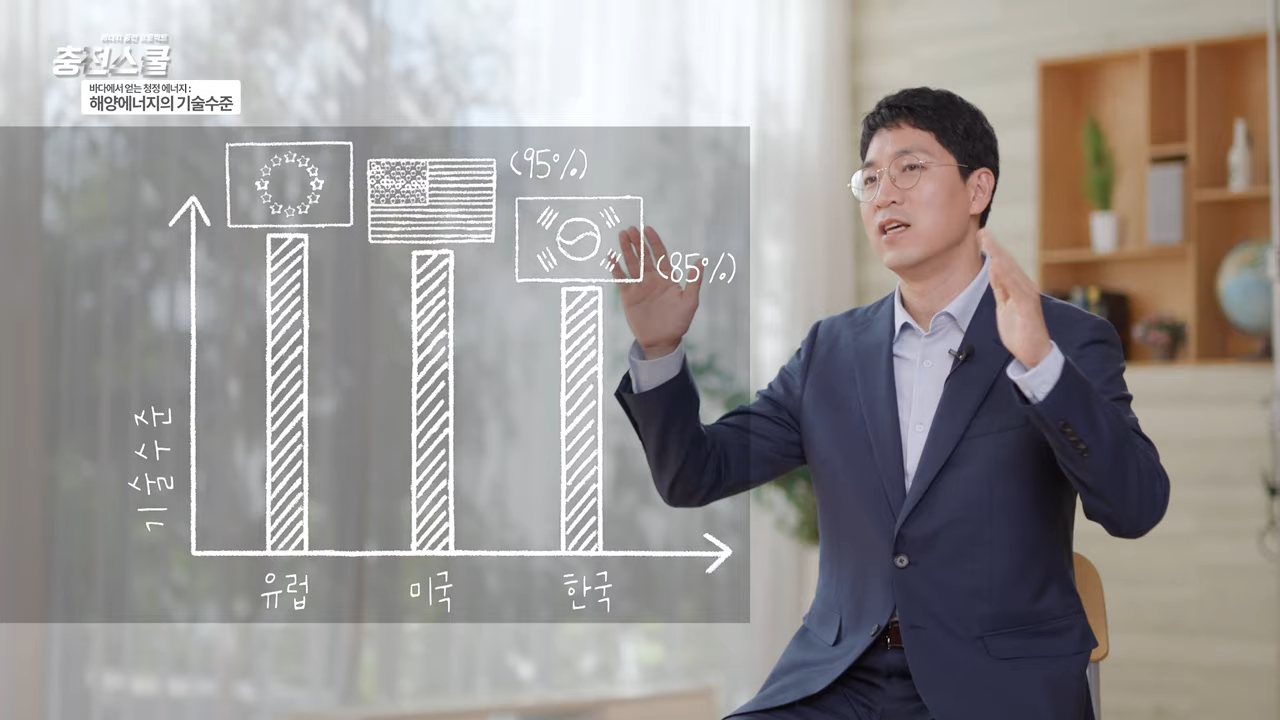 충전스쿨
바다에서 얻는 청정 에너지 :
해양에너지의 기술수준
(95%)
(85%)
기술수준
유럽
미국
한국